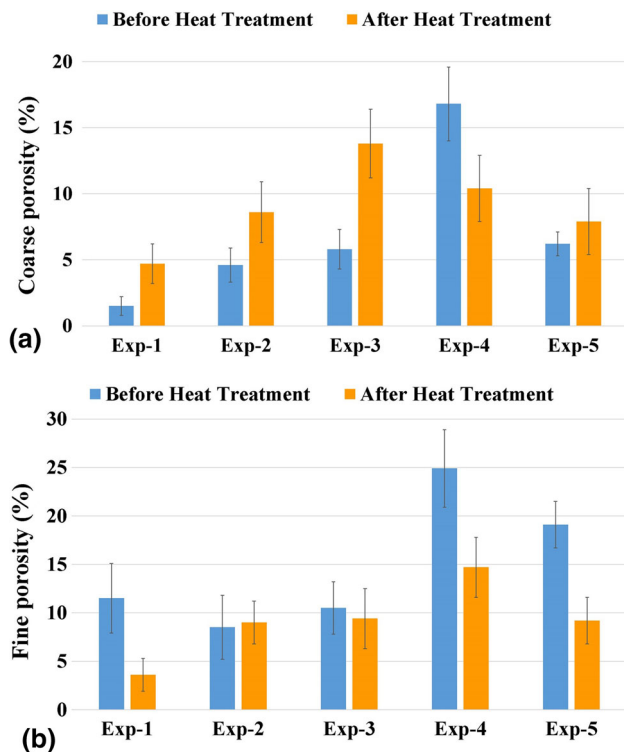 Before Heat Treatment After Heat Treatment
Coarse porosity (%)
20
15
10
5
0
Exp-1 Exp-2 Exp-3 Exp-4 Exp-5
(a)
Before Heat Treatment After Heat Treatment
Fine porosity (%)
30
25
20
15
10
5
0
Exp-1 Exp-2 Exp-3 Exp-4 Exp-5
(b)